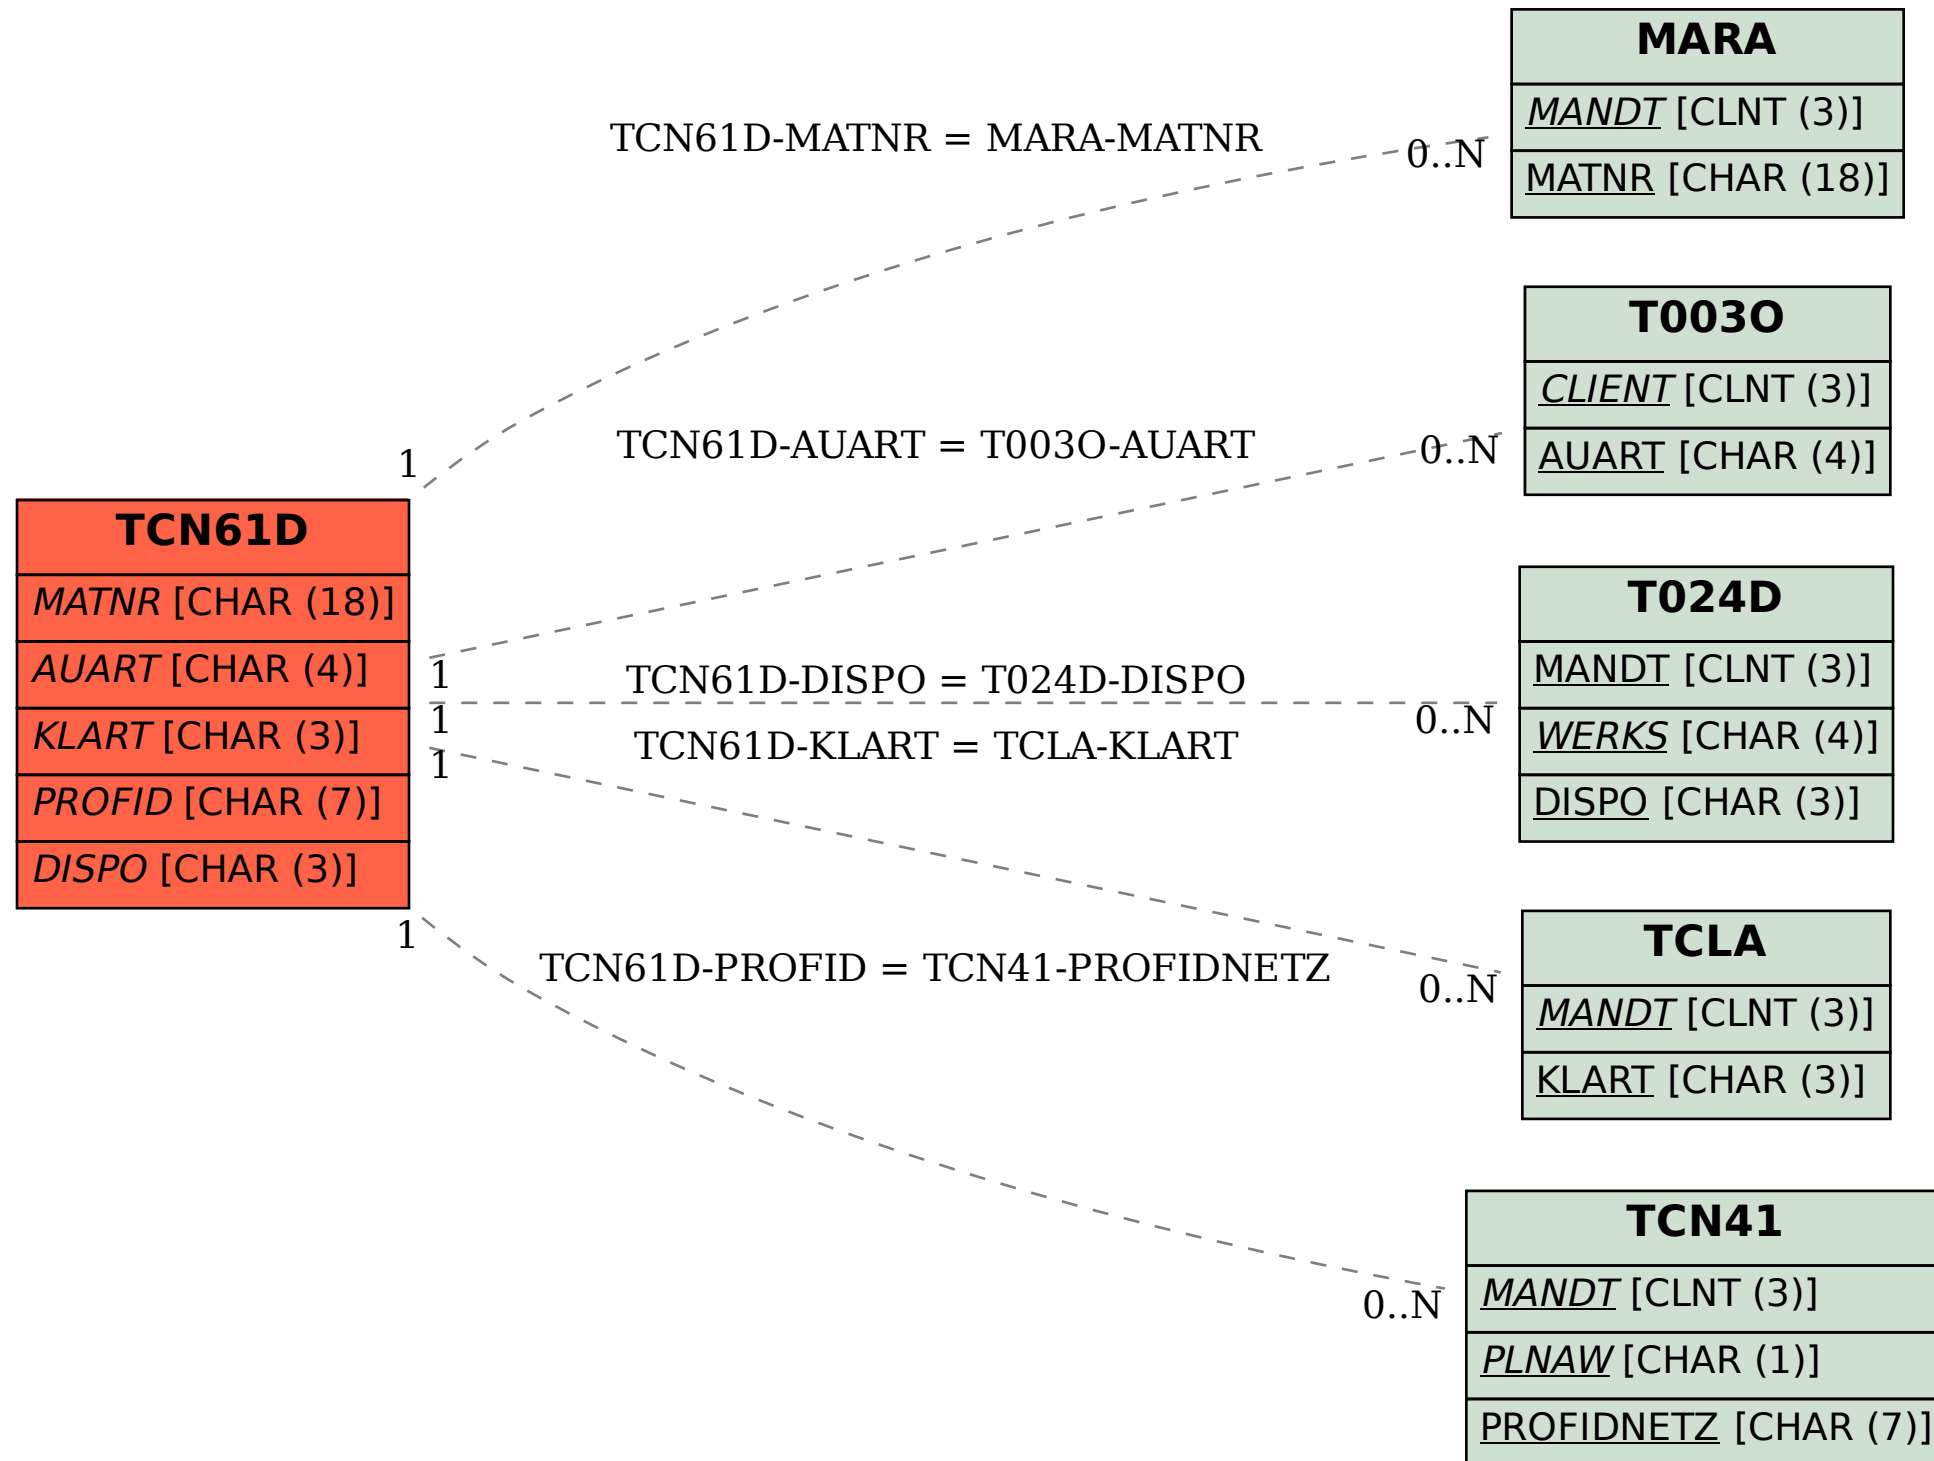 MARA
MANDT [CLNT (3)]
MATNR [CHAR (18)]
TCN61D-MATNR = MARA-MATNR
0..N
1
T003O
CLIENT [CLNT (3)]
AUART [CHAR (4)]
TCN61D-AUART = T003O-AUART
0..N
1
TCN61D
MATNR [CHAR (18)]
AUART [CHAR (4)]
KLART [CHAR (3)]
PROFID [CHAR (7)]
DISPO [CHAR (3)]
T024D
MANDT [CLNT (3)]
WERKS [CHAR (4)]
DISPO [CHAR (3)]
TCN61D-DISPO = T024D-DISPO
0..N
1
TCN61D-KLART = TCLA-KLART
0..N
1
TCLA
MANDT [CLNT (3)]
KLART [CHAR (3)]
TCN61D-PROFID = TCN41-PROFIDNETZ
0..N
1
TCN41
MANDT [CLNT (3)]
PLNAW [CHAR (1)]
PROFIDNETZ [CHAR (7)]